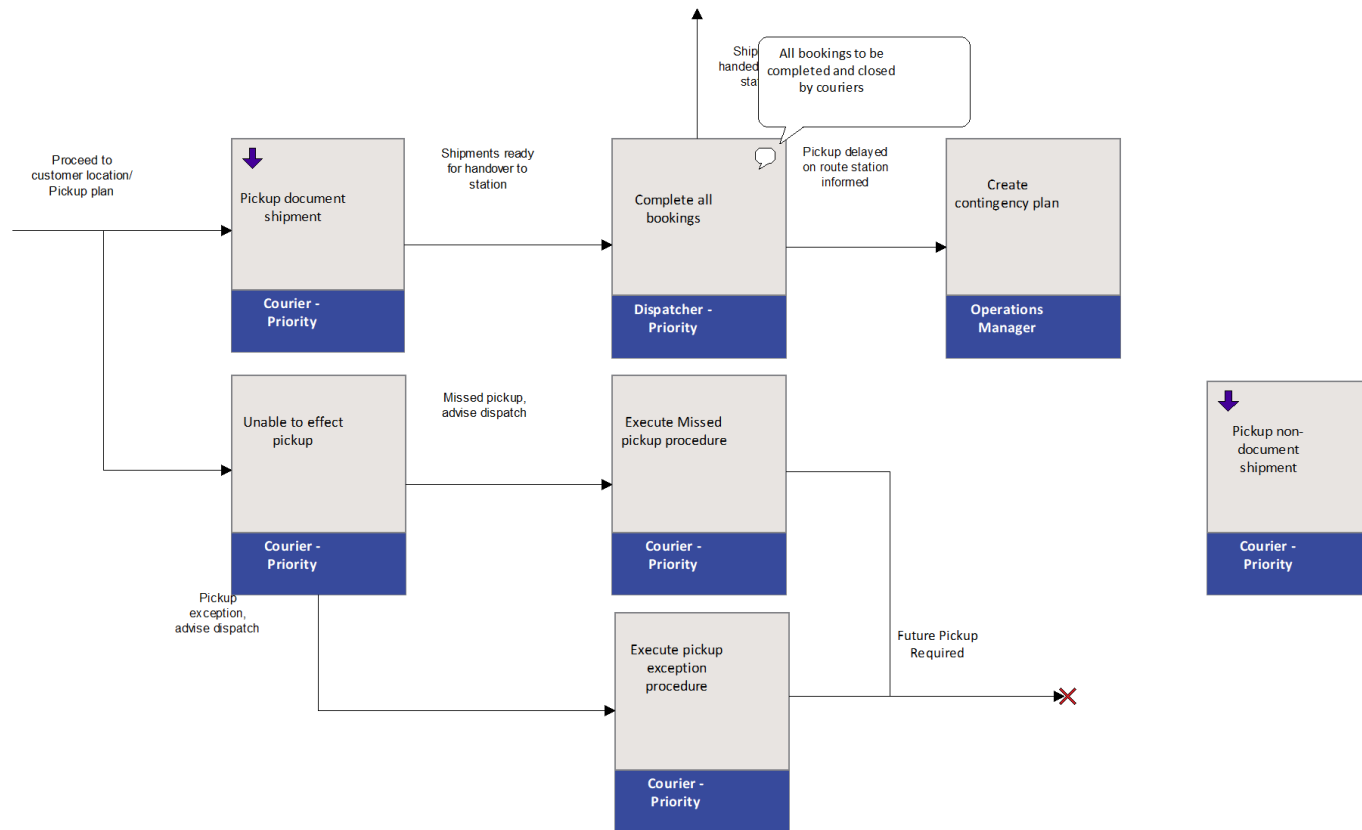 Proceed to
customer location/
Pickup plan
Pickup document
shipment
Courier -
Priority
Shipments ready
for handover to
station
Ship
handed
sta
All bookings to be
completed and closed
by couriers
Complete all
bookings
Dispatcher -
Priority
Pickup delayed
on route station
informed
Create
contingency plan
Operations
Manager
Unable to effect
pickup
Courier -
Priority
Missed pickup,
advise dispatch
Execute Missed
pickup procedure
Courier -
Priority
Pickup non-
document
shipment
Courier -
Priority
Pickup
exception,
advise dispatch
Execute pickup
exception
procedure
Courier -
Priority
Future Pickup
Required